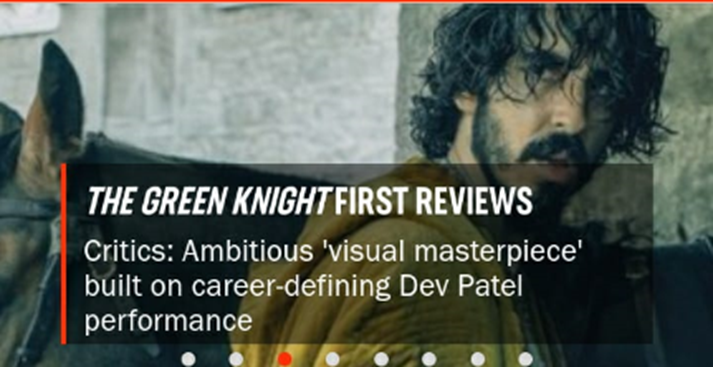 THE GREEN KNIGHT FIRST REVIEWS
Critics: Ambitious 'visual masterpiece'
built on career-defining Dev Patel
performance